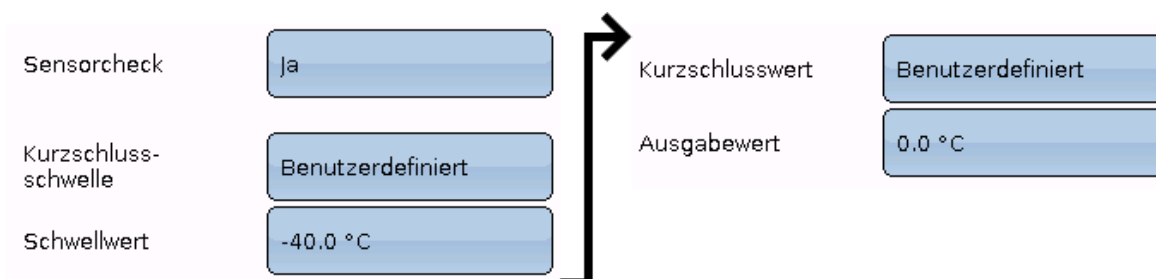 Sensorcheck Ja
Kurzschluss-
schwelle Benutzerdefiniert
Schwellwert -40.0 °C
Kurzschlusswert Benutzerdefiniert
Ausgabewert 0.0 °C